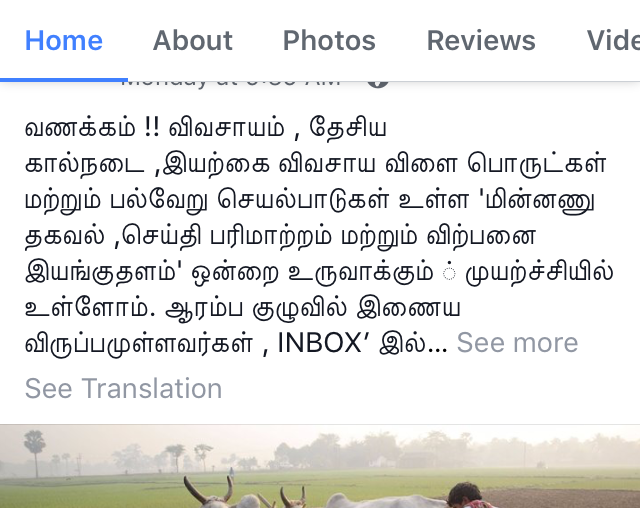 Home About Photos Reviews
வணக்கம் !! விவசாயம் , தேசிய
கால்நடை ,இயற்கை விவசாய விளை பொருட்கள்
மற்றும் பல்வேறு செயல்பாடுகள் உள்ள 'மின்னணு
தகவல் ,செய்தி பரிமாற்றம் மற்றும் விற்பனை
இயங்குதளம்' ஒன்றை உருவாக்கும் ் முயற்ச்சியில்
உள்ளோம். ஆரம்ப குழுவில் இணைய
விருப்பமுள்ளவர்கள் , INBOX’ இல்... See more
See Translation